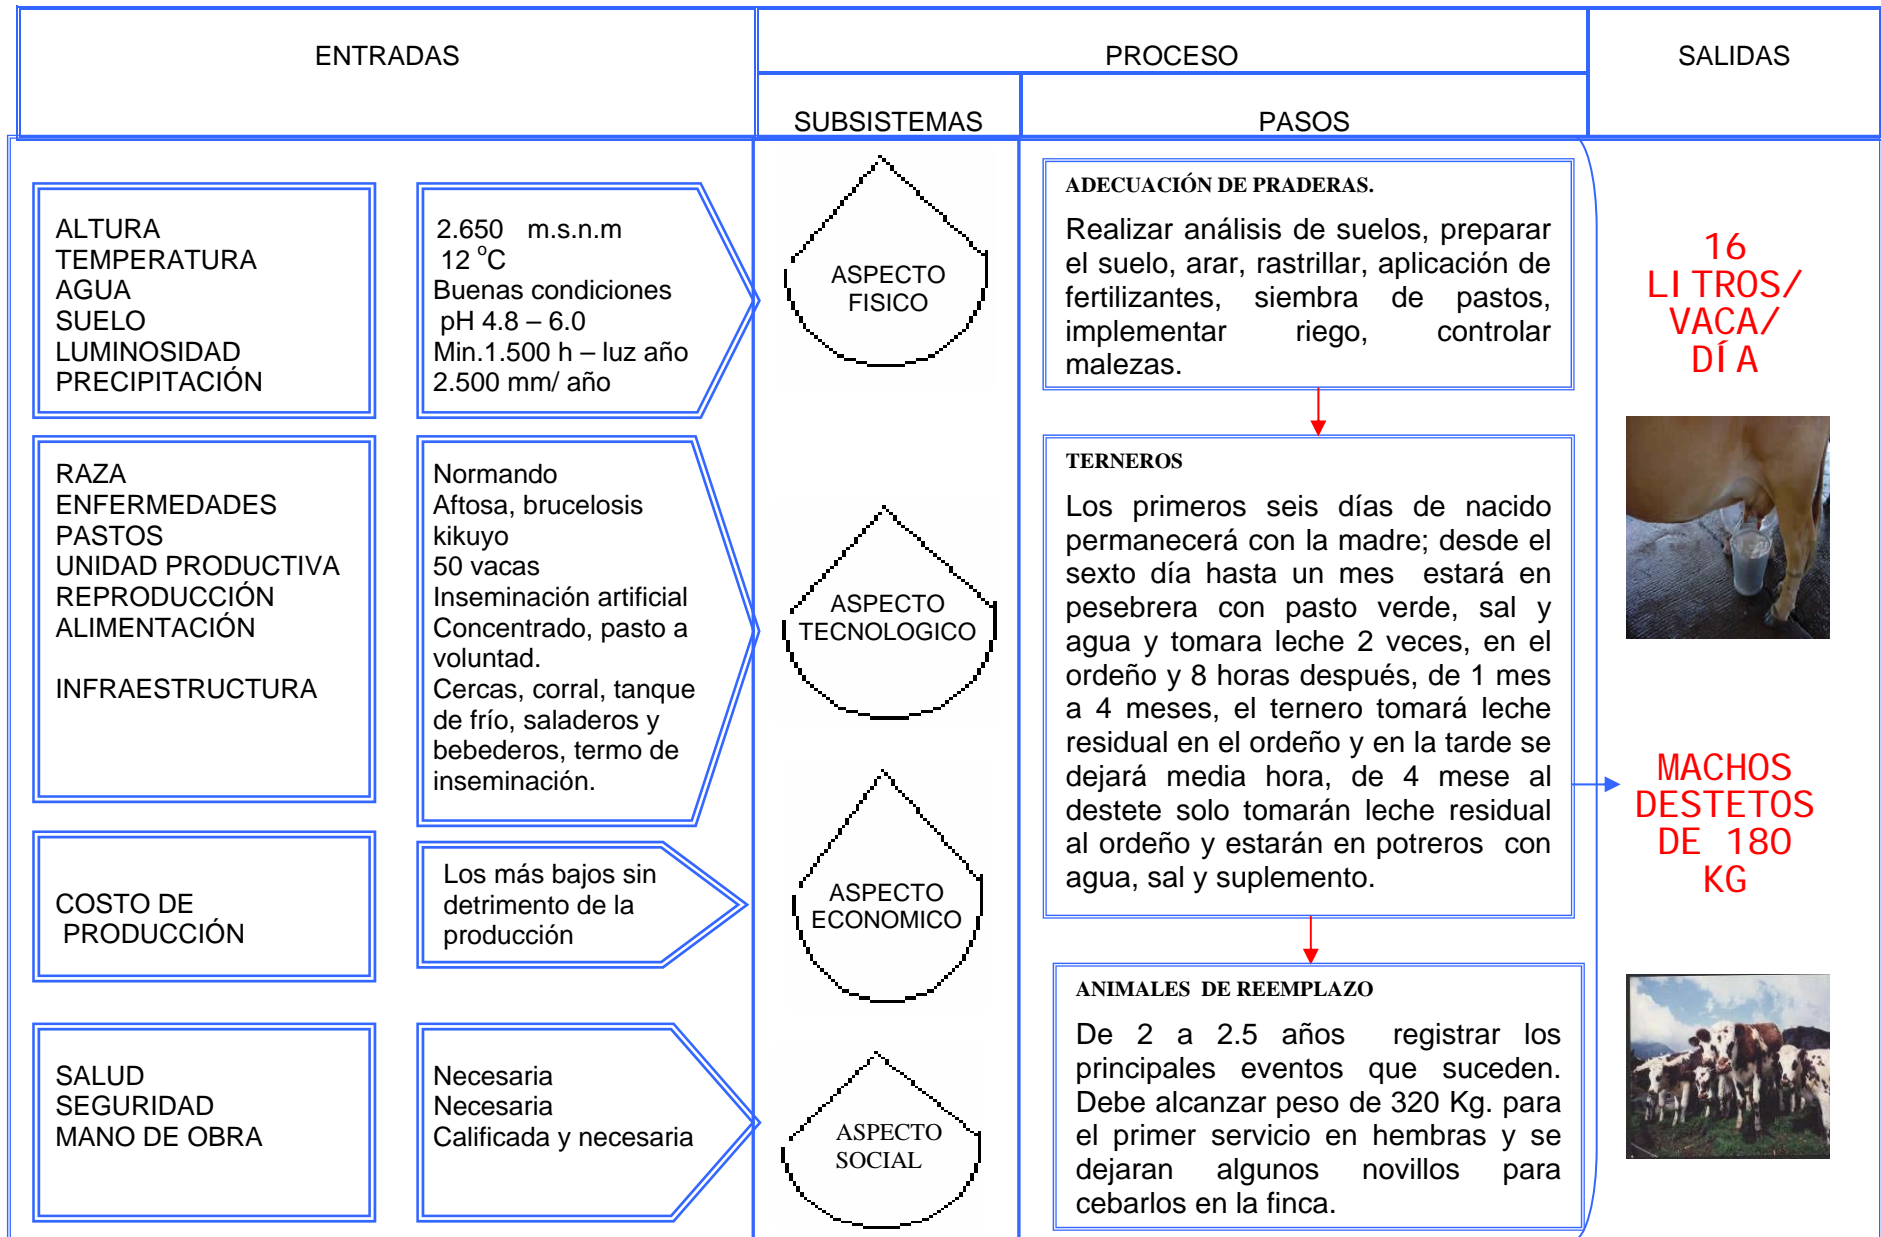 ENTRADAS
PROCESO
SALIDAS
SUBSISTEMAS
PASOS
ALTURA
TEMPERATURA
AGUA
SUELO
LUMINOSIDAD
PRECIPITACIÓN
2.650 m.s.n.m
12 °C
Buenas condiciones
pH 4.8 – 6.0
Min.1.500 h – luz año
2.500 mm/ año
ASPECTO
FISICO
ADECUACIÓN DE PRADERAS.
Realizar análisis de suelos, preparar
el suelo, arar, rastrillar, aplicación de
fertilizantes, siembra de pastos,
implementar riego, controlar
malezas.
16
LITROS/
VACA/
DÍA
RAZA
ENFERMEDADES
PASTOS
UNIDAD PRODUCTIVA
REPRODUCCIÓN
ALIMENTACIÓN
INFRAESTRUCTURA
Normando
Aftosa, brucelosis
kikuyo
50 vacas
Inseminación artificial
Concentrado, pasto a
voluntad.
Cercas, corral, tanque
de frío, saladeros y
bebederos, termo de
inseminación.
ASPECTO
TECNOLOGICO
TERNEROS
Los primeros seis días de nacido
permanecerá con la madre; desde el
sexto día hasta un mes estará en
pesebrera con pasto verde, sal y
agua y tomara leche 2 veces, en el
ordeño y 8 horas después, de 1 mes
a 4 meses, el ternero tomará leche
residual en el ordeño y en la tarde se
dejará media hora, de 4 mese al
destete solo tomarán leche residual
al ordeño y estarán en potreros con
agua, sal y suplemento.
MACHOS
DESTETOS
DE 180
KG
COSTO DE
PRODUCCIÓN
Los más bajos sin
detrimento de la
producción
ASPECTO
ECONOMICO
SALUD
SEGURIDAD
MANO DE OBRA
Necesaria
Necesaria
Calificada y necesaria
ASPECTO
SOCIAL
ANIMALES DE REEMPLAZO
De 2 a 2.5 años registrar los
principales eventos que suceden.
Debe alcanzar peso de 320 Kg. para
el primer servicio en hembras y se
dejaran algunos novillos para
cebarlos en la finca.